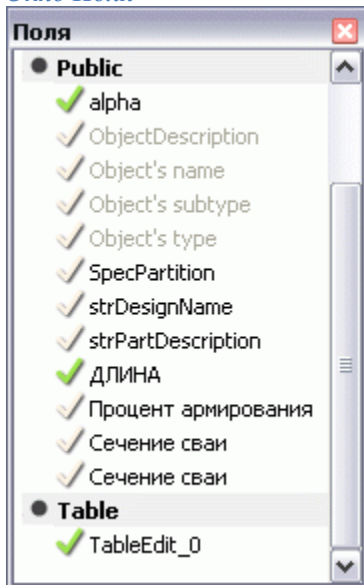 Поля
Public
alpha
ObjectDescription
Object's name
Object's subtype
Object's type
SpecPartition
strDesignName
strPartDescription
ДЛИНА
Процент армирования
Сечение сваи
Сечение сваи
Table
TableEdit_0